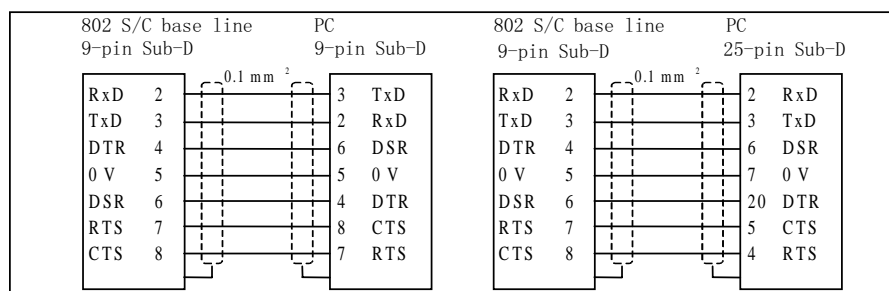 802 S/C base line PC
9-pin Sub-D 9-pin Sub-D
0.1 mm 2
RxD 2 3 TxD
TxD 3 2 RxD
DTR 4 6 DSR
0 V 5 5 0 V
DSR 6 4 DTR
RTS 7 8 CTS
CTS 8 7 RTS
802 S/C base line PC
9-pin Sub-D 25-pin Sub-D
0.1 mm 2
RxD 2 2 RxD
TxD 3 3 TxD
DTR 4 6 DSR
0 V 5 7 0 V
DSR 6 20 DTR
RTS 7 5 CTS
CTS 8 4 RTS